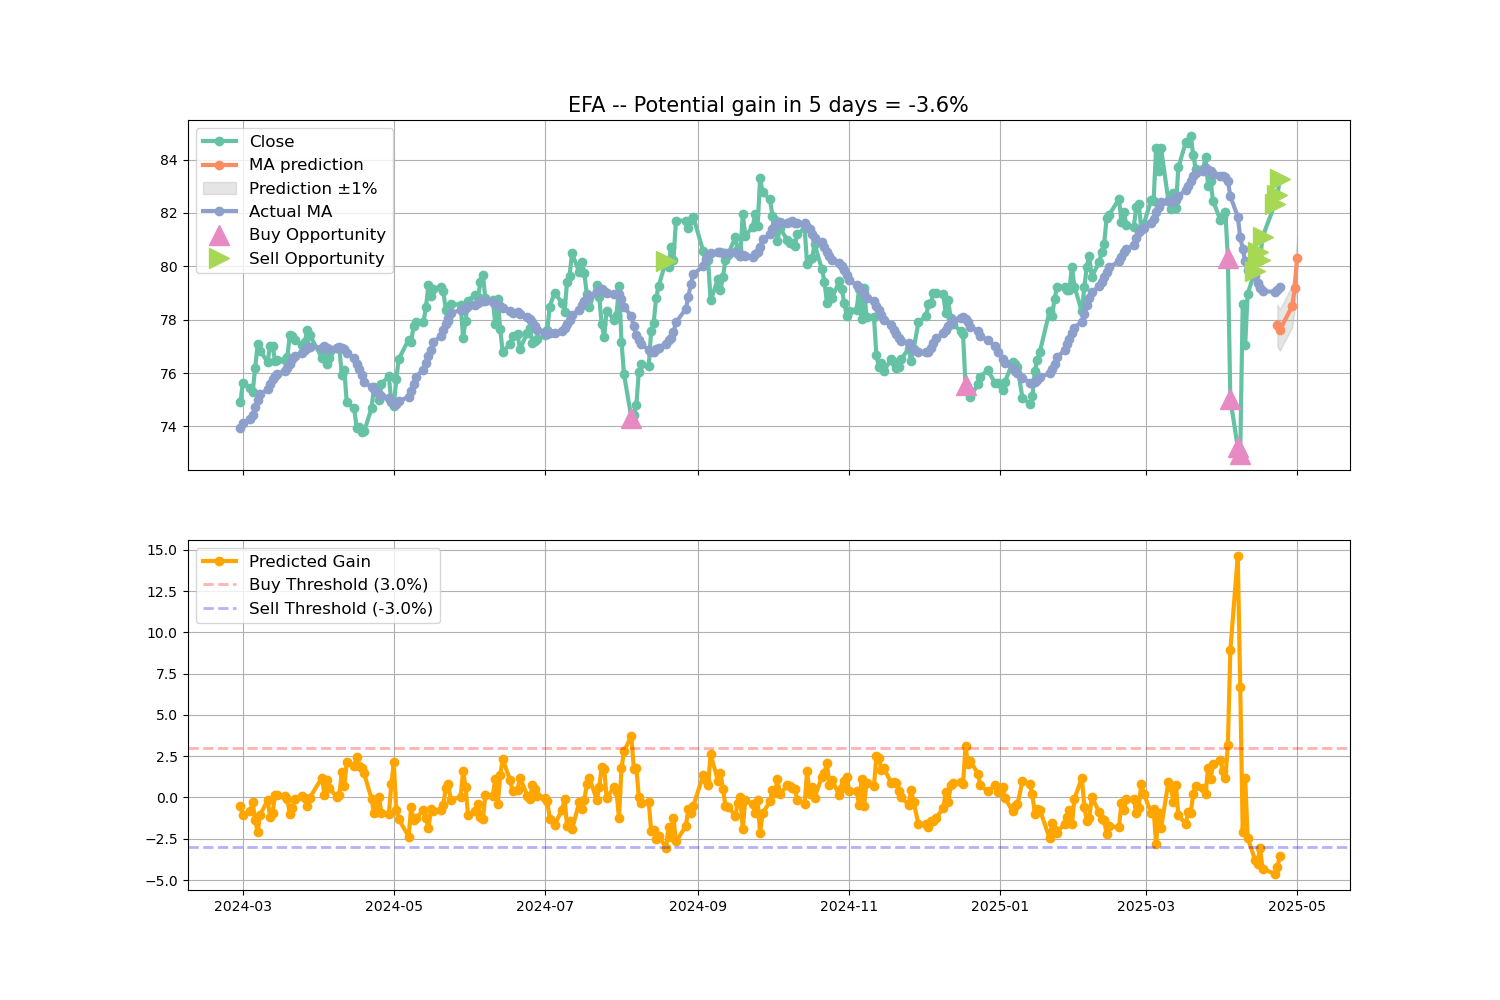 EFA -- Potential gain in 5 days = -3.6%
Close
MA prediction
Prediction ±1%
Actual MA
Buy Opportunity
Sell Opportunity
84
82
80
78
76
74
Predicted Gain
Buy Threshold (3.0%)
Sell Threshold (-3.0%)
15.0
12.5
10.0
7.5
5.0
2.5
0.0
−2.5
−5.0
2024-03 2024-05 2024-07 2024-09 2024-11 2025-01 2025-03 2025-05